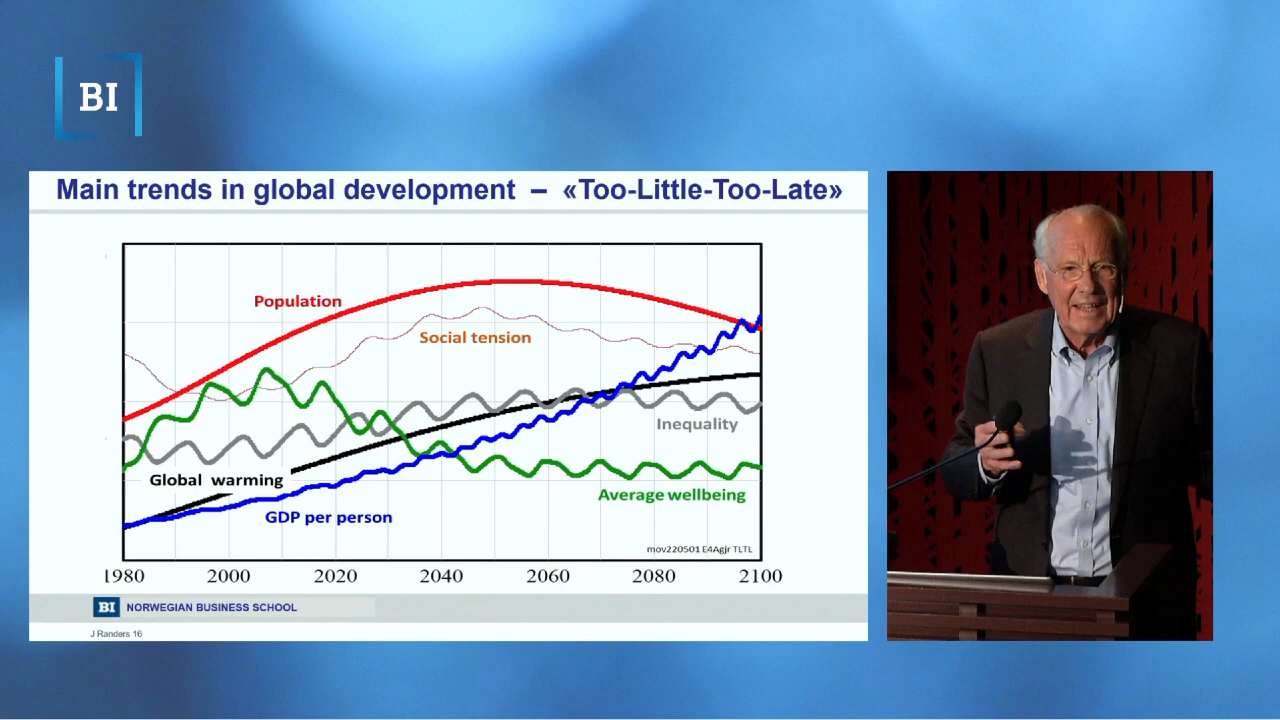 BI
Main trends in global development – «Too-Little-Too-Late»
Population
Social tension
Inequality
Global warming
Average wellbeing
GDP per person
mov220501 E4Agjr TLTL
1980 2000 2020 2040 2060 2080 2100
BI NORWEGIAN BUSINESS SCHOOL
J Randers 16